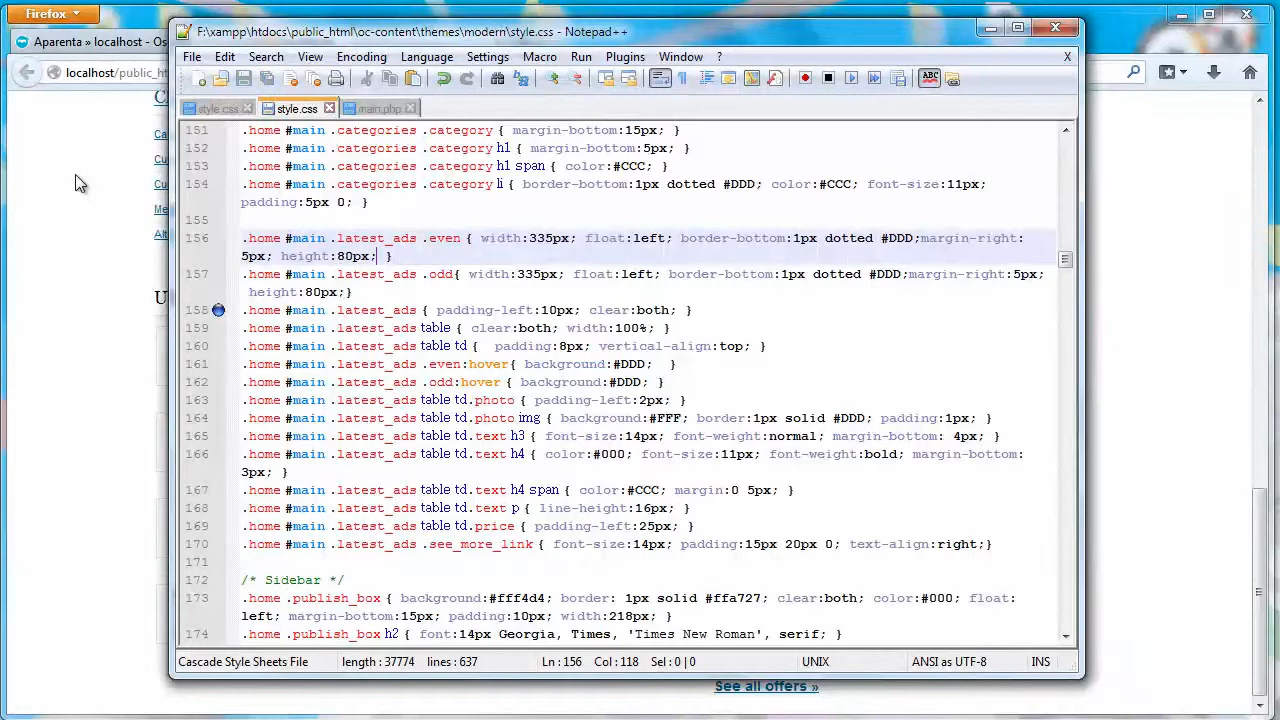 Firefox
F:\xampp\htdocs\public_html\oc-content\themes\modern\style.css - Notepad++
Aparenta » localhost - Os
File Edit Search View Encoding Language Settings Macro Run Plugins Window ? X
localhost/public_ht
ABC
style.css style.css main.php
151 .home #main .categories .category { margin-bottom:15px; }
152 .home #main .categories .category h1 { margin-bottom:5px; }
153 .home #main .categories .category h1 span { color:#CCC; }
154 .home #main .categories .category li { border-bottom:1px dotted #DDD; color:#CCC; font-size:11px;
padding:5px 0; }
155
156 .home #main .latest_ads .even { width:335px; float:left; border-bottom:1px dotted #DDD;margin-right:
5px; height:80px; }
157 .home #main .latest_ads .odd{ width:335px; float:left; border-bottom:1px dotted #DDD;margin-right:5px;
height:80px;}
158 .home #main .latest_ads { padding-left:10px; clear:both; }
159 .home #main .latest_ads table { clear:both; width:100%; }
160 .home #main .latest_ads table td { padding:8px; vertical-align:top; }
161 .home #main .latest_ads .even:hover{ background:#DDD; }
162 .home #main .latest_ads .odd:hover { background:#DDD; }
163 .home #main .latest_ads table td.photo { padding-left:2px; }
164 .home #main .latest_ads table td.photo img { background:#FFF; border:1px solid #DDD; padding:1px; }
165 .home #main .latest_ads table td.text h3 { font-size:14px; font-weight:normal; margin-bottom: 4px; }
166 .home #main .latest_ads table td.text h4 { color:#000; font-size:11px; font-weight:bold; margin-bottom:
3px; }
167 .home #main .latest_ads table td.text h4 span { color:#CCC; margin:0 5px; }
168 .home #main .latest_ads table td.text p { line-height:16px; }
169 .home #main .latest_ads table td.price { padding-left:25px; }
170 .home #main .latest_ads .see_more_link { font-size:14px; padding:15px 20px 0; text-align:right;}
171
172 /* Sidebar */
173 .home .publish_box { background:#fff4d4; border: 1px solid #ffa727; clear:both; color:#000; float:
left; margin-bottom:15px; padding:10px; width:218px; }
174 .home .publish_box h2 { font:14px Georgia, Times, 'Times New Roman', serif; }
C
Ca
Cu
Cu
Me
Alt
U
Cascade Style Sheets File length : 37774 lines : 637 Ln : 156 Col : 118 Sel : 0 | 0 UNIX ANSI as UTF-8 INS
See all offers »